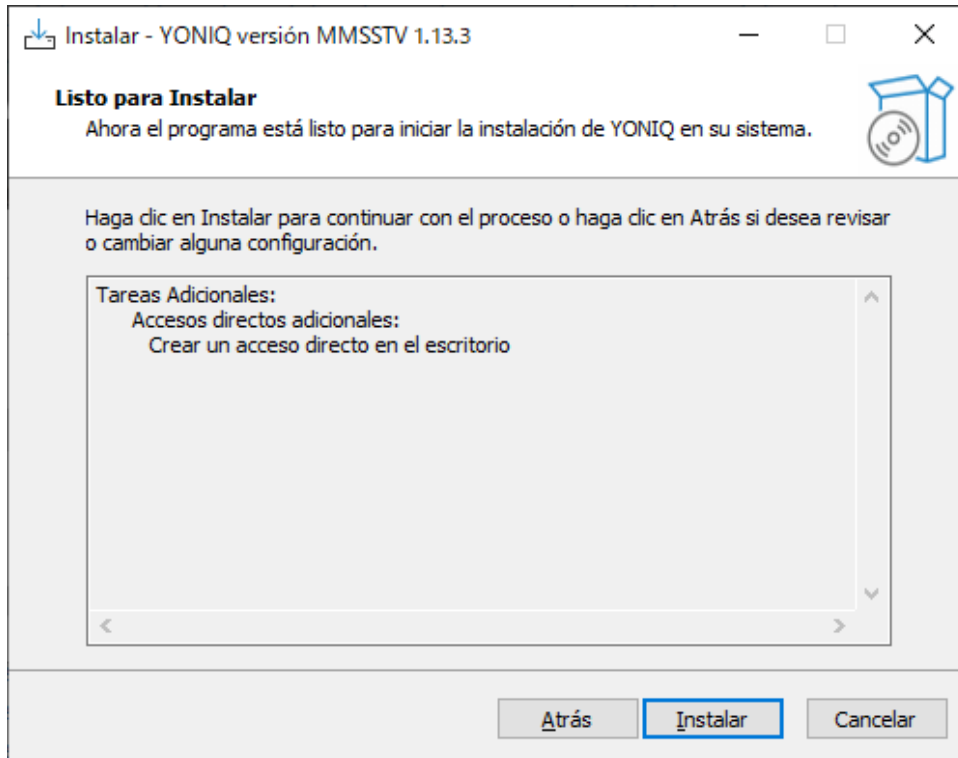 Instalar - YONIQ versión MMSSTV 1.13.3
Listo para Instalar
Ahora el programa está listo para iniciar la instalación de YONIQ en su sistema.
Haga clic en Instalar para continuar con el proceso o haga clic en Atrás si desea revisar
o cambiar alguna configuración.
Tareas Adicionales:
Accesos directos adicionales:
Crear un acceso directo en el escritorio
Atrás
Instalar
Cancelar